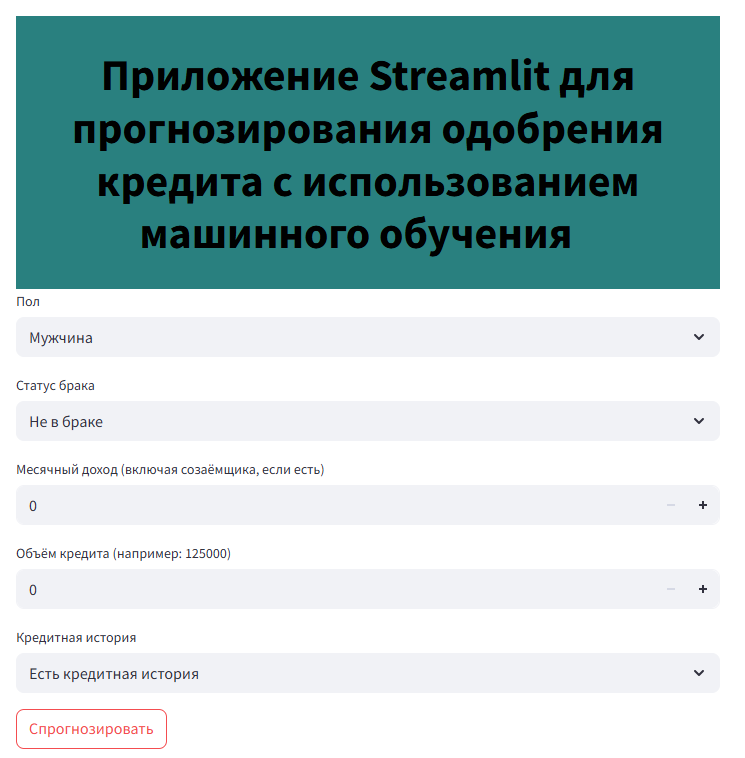 Приложение Streamlit для
прогнозирования одобрения
кредита с использованием
машинного обучения
Пол
Мужчина
Статус брака
Не в браке
Месячный доход (включая созаёмщика, если есть)
0
Объём кредита (например: 125000)
0
Кредитная история
Есть кредитная история
Спрогнозировать